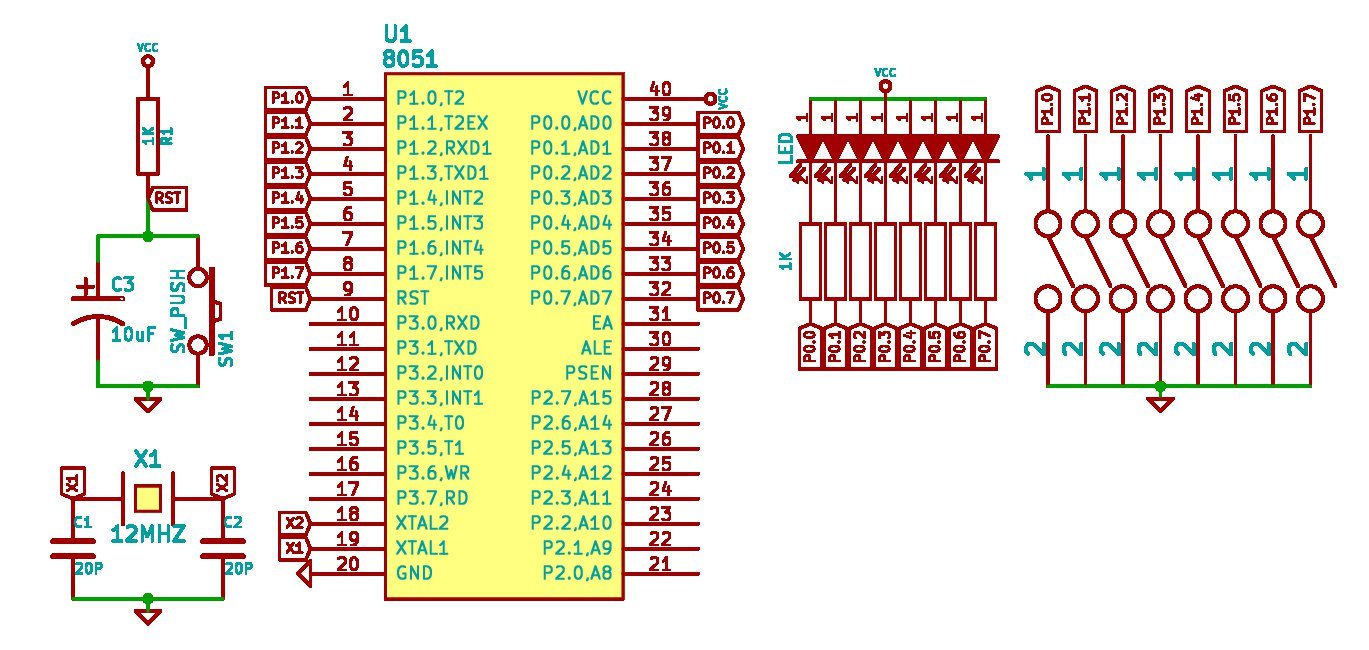 VCC
1K
R1
RST
C3
10uF
SW_PUSH
SW1
X1
X1
X2
C1
12MHZ
C2
20P
20P
U1
8051
P1.0 1 P1.0,T2 VCC 40 VCC
P1.1 2 P1.1,T2EX P0.0,AD0 39 P0.0
P1.2 3 P1.2,RXD1 P0.1,AD1 38 P0.1
P1.3 4 P1.3,TXD1 P0.2,AD2 37 P0.2
P1.4 5 P1.4,INT2 P0.3,AD3 36 P0.3
P1.5 6 P1.5,INT3 P0.4,AD4 35 P0.4
P1.6 7 P1.6,INT4 P0.5,AD5 34 P0.5
P1.7 8 P1.7,INT5 P0.6,AD6 33 P0.6
RST 9 RST P0.7,AD7 32 P0.7
10 P3.0,RXD EA 31
11 P3.1,TXD ALE 30
12 P3.2,INT0 PSEN 29
13 P3.3,INT1 P2.7,A15 28
14 P3.4,T0 P2.6,A14 27
15 P3.5,T1 P2.5,A13 26
16 P3.6,WR P2.4,A12 25
17 P3.7,RD P2.3,A11 24
X2 18 XTAL2 P2.2,A10 23
X1 19 XTAL1 P2.1,A9 22
20 GND P2.0,A8 21
VCC
1 1 1 1 1 1 1 1
LED
2 2 2 2 2 2 2 2
1K
P0.0 P0.1 P0.2 P0.3 P0.4 P0.5 P0.6 P0.7
P1.0 P1.1 P1.2 P1.3 P1.4 P1.5 P1.6 P1.7
1 1 1 1 1 1 1 1
2 2 2 2 2 2 2 2